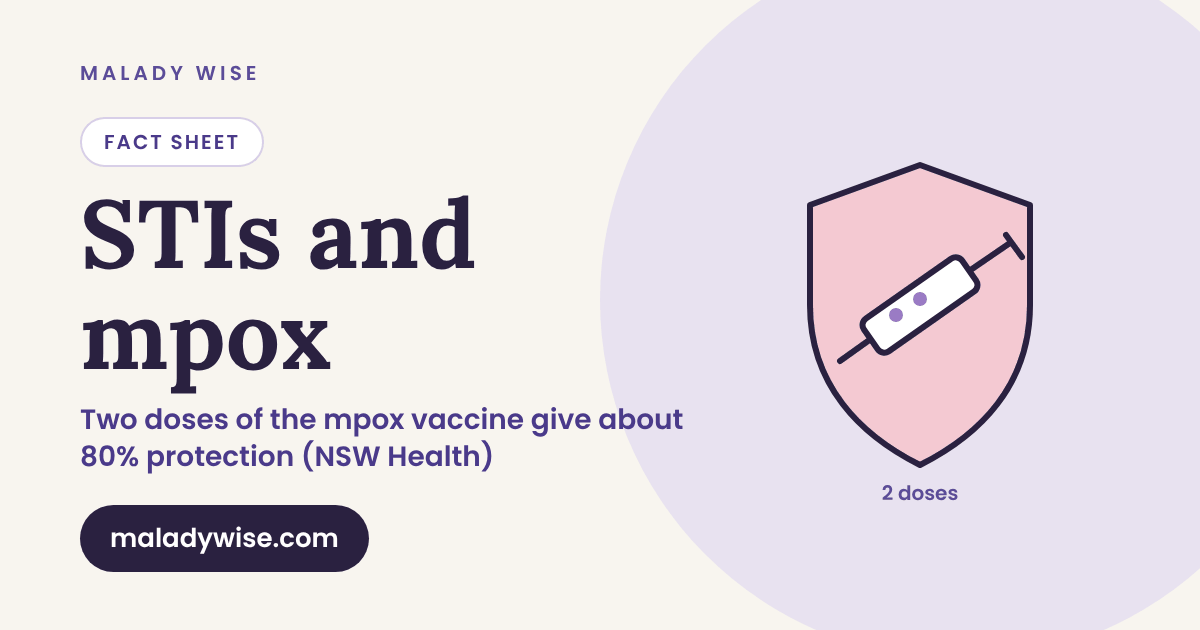 MALADY WISE
FACT SHEET
STIs and
mpox
Two doses of the mpox vaccine give about
80% protection (NSW Health)
maladywise.com
2 doses